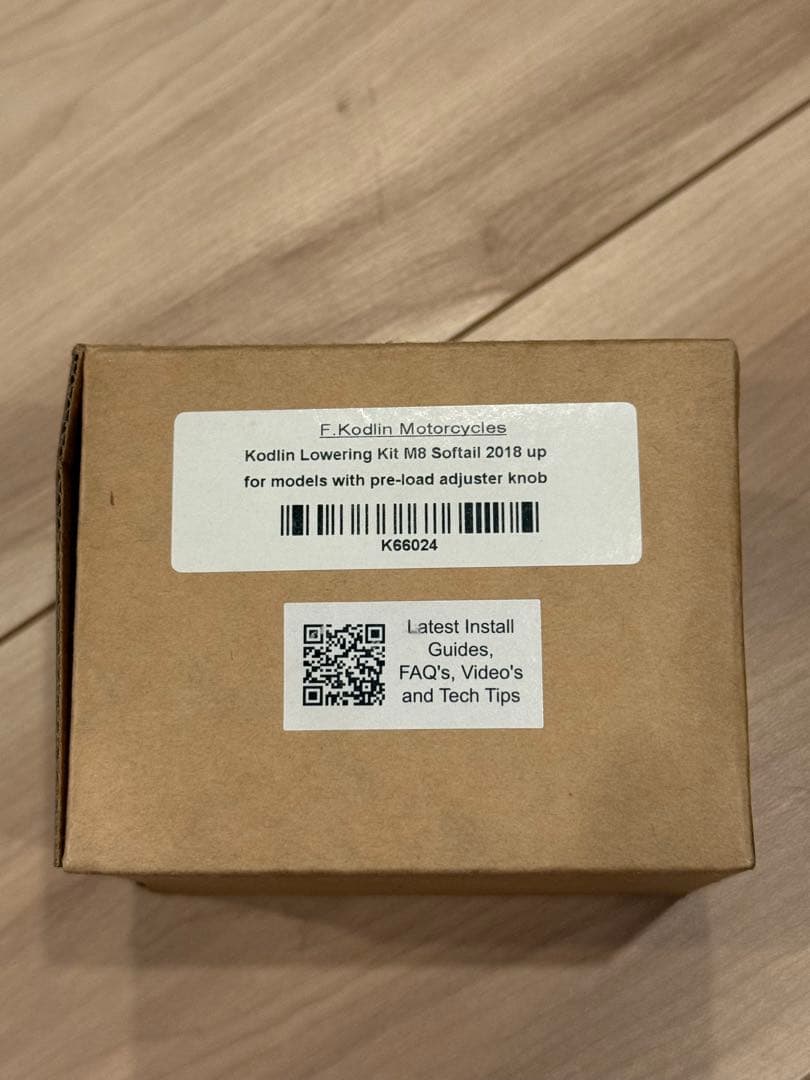 F.Kodlin Motorcycles
Kodlin Lowering Kit M8 Softail 2018 up
for models with pre-load adjuster knob
K66024
Latest Install
Guides,
FAQ's, Video's
and Tech Tips